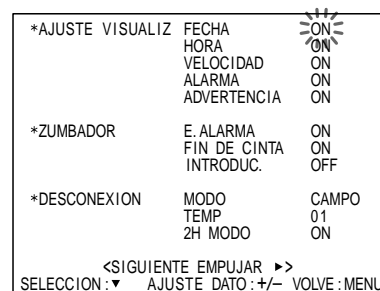 *AJUSTE VISUALIZ FECHA ON
HORA ON
VELOCIDAD ON
ALARMA ON
ADVERTENCIA ON
*ZUMBADOR E. ALARMA ON
FIN DE CINTA ON
INTRODUC. OFF
*DESCONEXION MODO CAMPO
TEMP 01
2H MODO ON
<SIGUIENTE EMPUJAR ►>
SELECCION:▼ AJUSTE DATO:+/– VOLVE:MENU